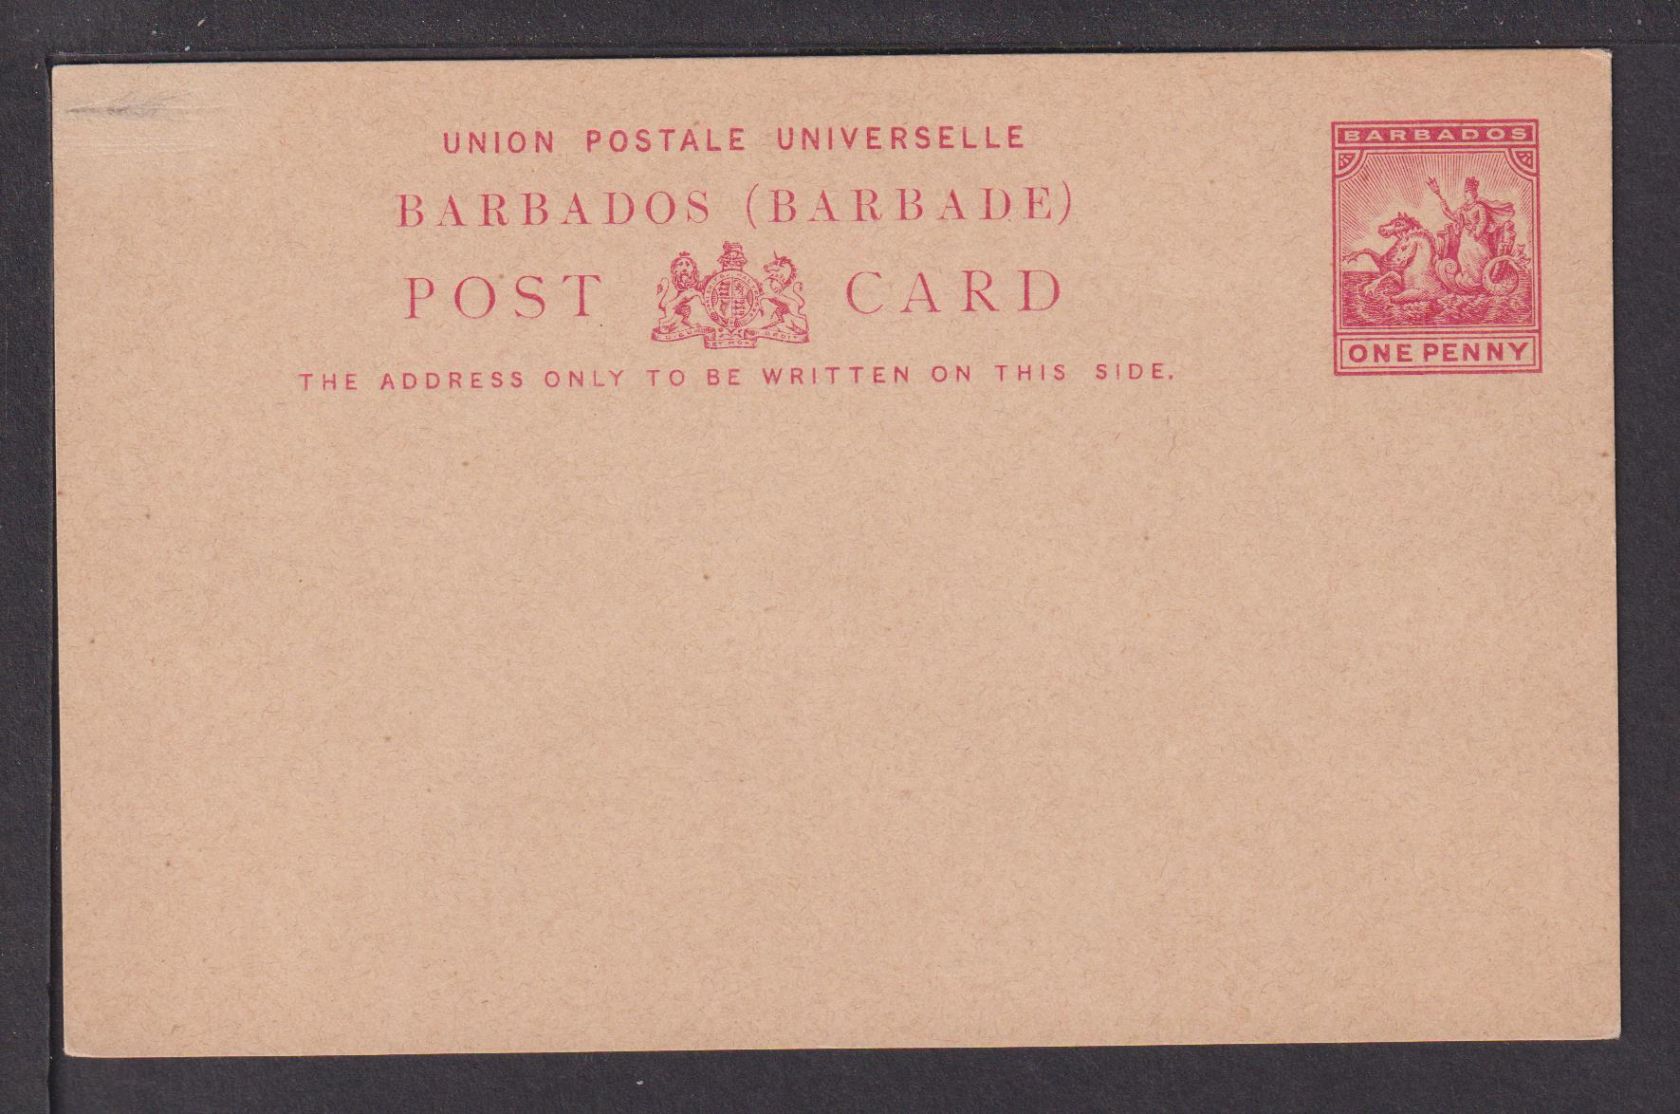 UNION POSTALE UNIVERSELLE
BARBADOS (BARBADE)
POST CARD
THE ADDRESS ONLY TO BE WRITTEN ON THIS SIDE.
BARBADOS
ONE PENNY